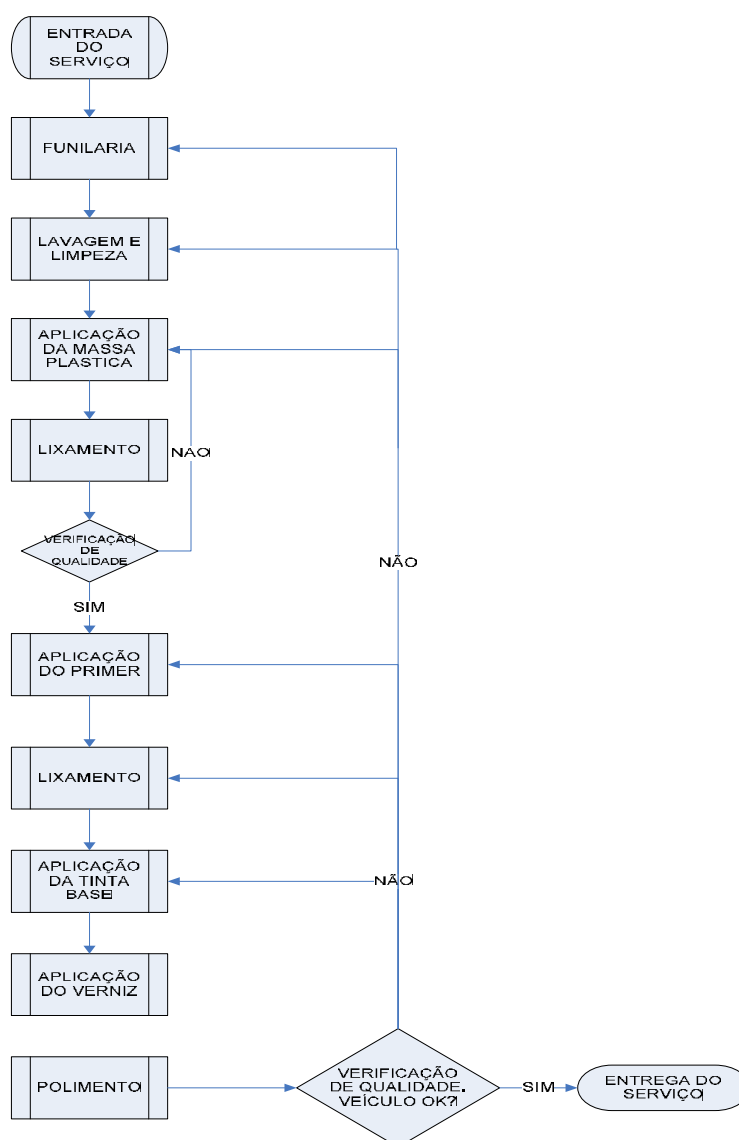 ENTRADA
DO
SERVIÇO
FUNILARIA
LAVAGEM E
LIMPEZA
APLICAÇÃO
DA MASSA
PLASTICA
LIXAMENTO
NAO
VERIFICAÇÃO
DE
QUALIDADE
NÃO
SIM
APLICAÇÃO
DO PRIMER
LIXAMENTO
APLICAÇÃO
DA TINTA
BASE
NÃO
APLICAÇÃO
DO VERNIZ
POLIMENTO
VERIFICAÇÃO
DE QUALIDADE.
VEÍCULO OK?
SIM
ENTREGA DO
SERVIÇO